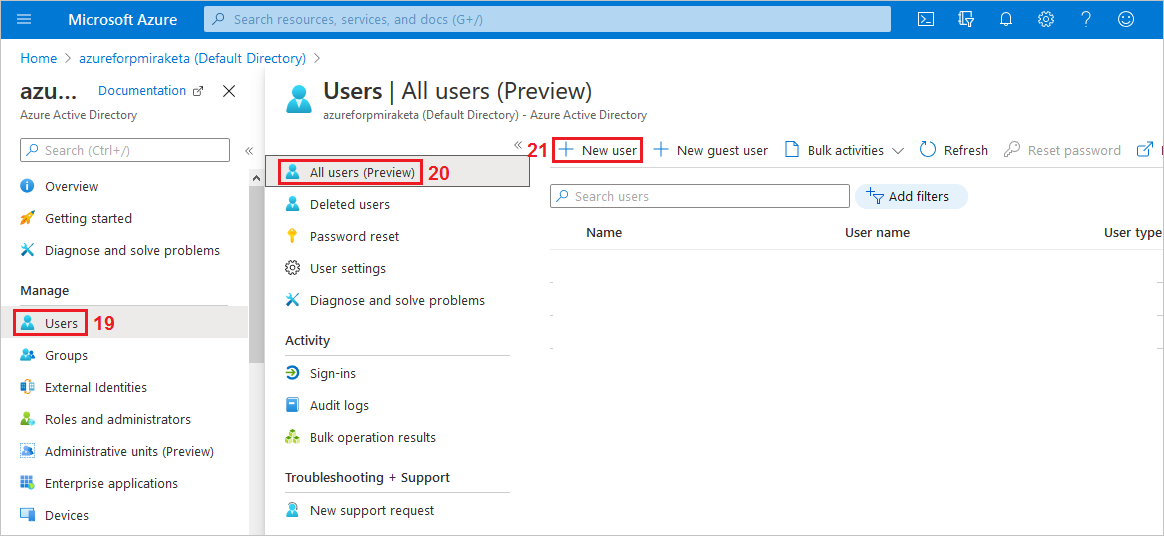 Microsoft Azure
Search resources, services, and docs (G+/)
Home > azureforpmiraketa (Default Directory) >
azu...
Documentation
Azure Active Directory
Search (Ctrl+/)
«
Overview
Getting started
Diagnose and solve problems
Manage
Users 19
Groups
External Identities
Roles and administrators
Administrative units (Preview)
Enterprise applications
Devices
Users | All users (Preview)
azureforpmiraketa (Default Directory) - Azure Active Directory
«
All users (Preview) 20
Deleted users
Password reset
User settings
Diagnose and solve problems
Activity
Sign-ins
Audit logs
Bulk operation results
Troubleshooting + Support
New support request
21 + New user + New guest user Bulk activities Refresh Reset password
Search users
Add filters
Name User name User type